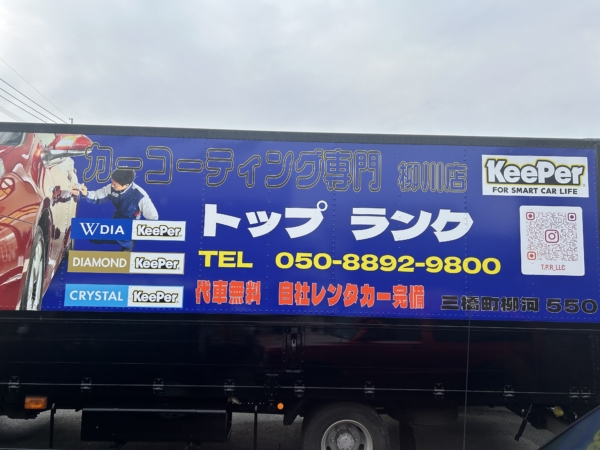 カーコーティング専門 柳川店
KeePer
FOR SMART CAR LIFE
トップ ランク
WDIA KeePer
DIAMOND KeePer
CRYSTAL KeePer
TEL 050-8892-9800
代車無料 自社レンタカー完備
三橋町柳河 550
T.P.R_LLC